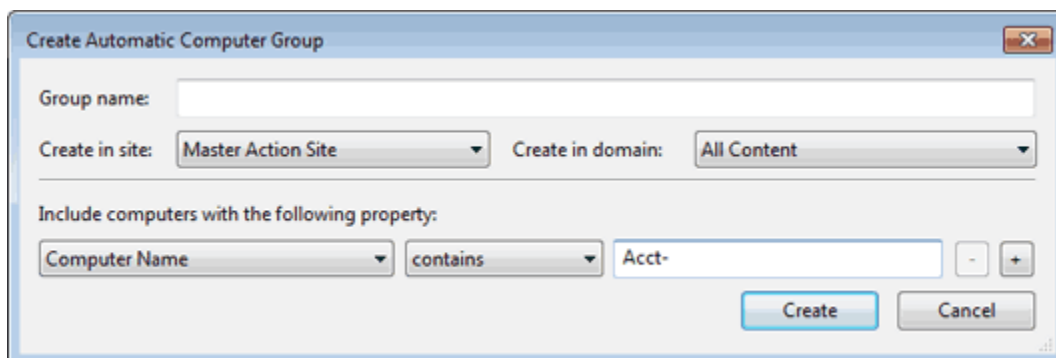 Create Automatic Computer Group
Group name:
Create in site: Master Action Site Create in domain: All Content
Include computers with the following property:
Computer Name contains Acct- - +
Create Cancel